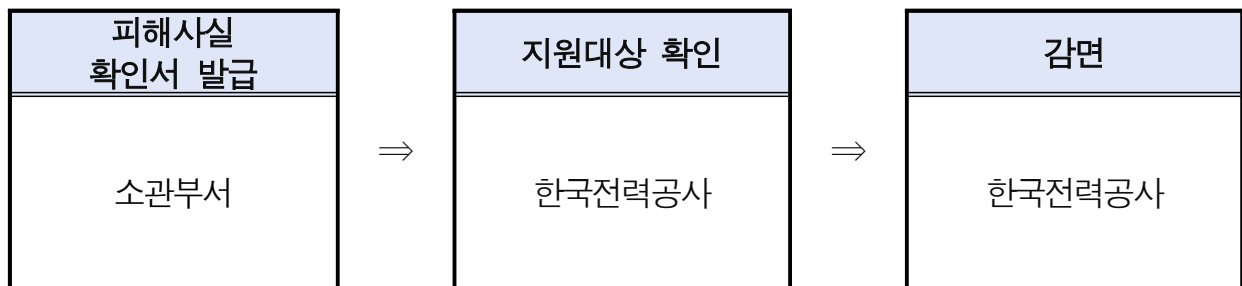 피해사실
확인서 발급
소관부서
⇒
지원대상 확인
한국전력공사
⇒
감면
한국전력공사